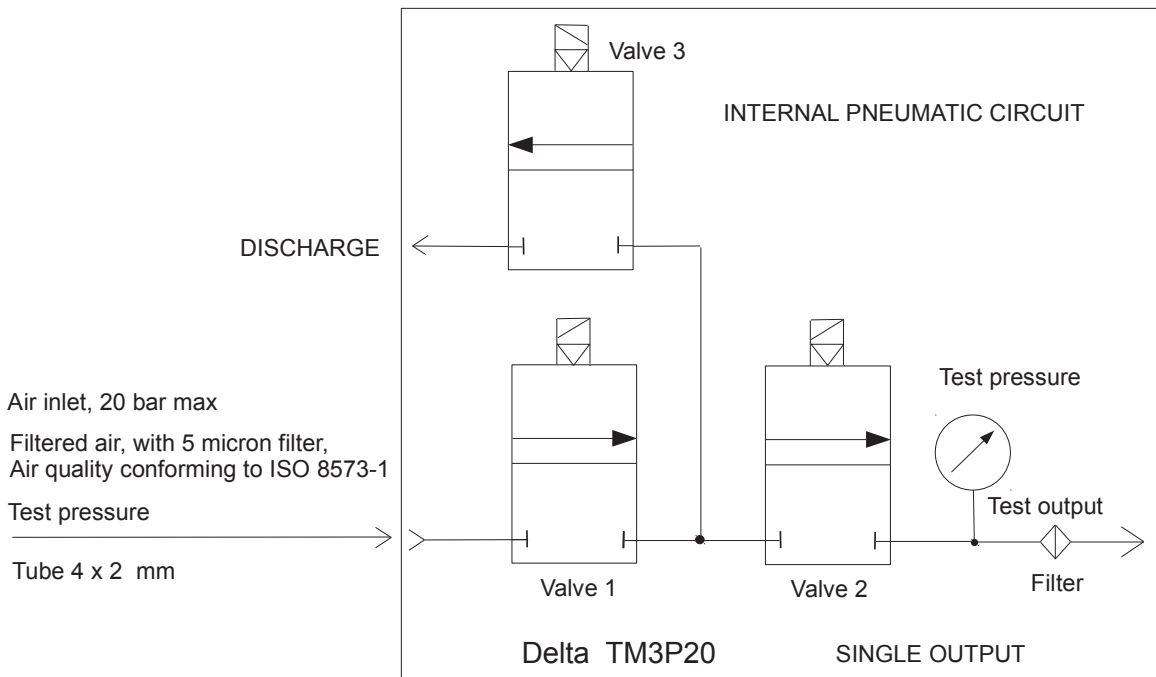 Valve 3
INTERNAL PNEUMATIC CIRCUIT
DISCHARGE
Air inlet, 20 bar max
Filtered air, with 5 micron filter,
Air quality conforming to ISO 8573-1
Test pressure
Tube 4 x 2 mm
Test pressure
Test output
Filter
Valve 1
Valve 2
Delta TM3P20
SINGLE OUTPUT